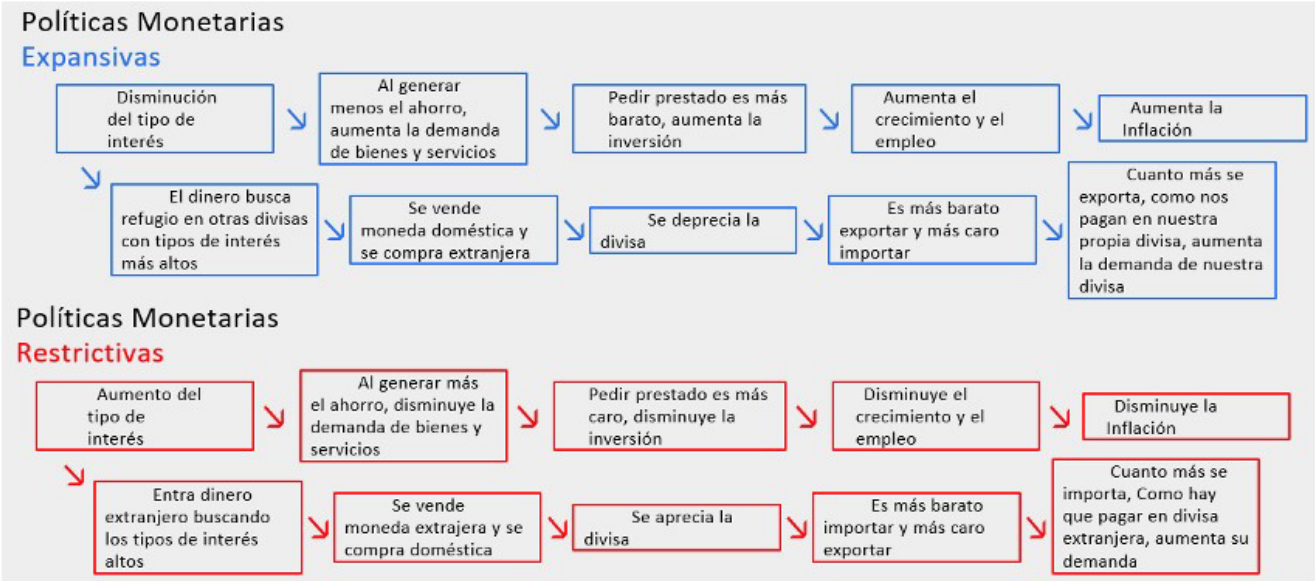 Políticas Monetarias
Expansivas
Disminución
del tipo de
interés
Al generar
menos el ahorro,
aumenta la demanda
de bienes y servicios
Pedir prestado es más
barato, aumenta la
inversión
Aumenta el
crecimiento y el
empleo
Aumenta la
Inflación
El dinero busca
refugio en otras divisas
con tipos de interés
más altos
Se vende
moneda doméstica y
se compra extranjera
Se deprecia la
divisa
Es más barato
exportar y más caro
importar
Cuanto más se
exporta, como nos
pagan en nuestra
propia divisa, aumenta
la demanda de nuestra
divisa
Políticas Monetarias
Restrictivas
Aumento del
tipo de
interés
Al generar más
el ahorro, disminuye la
demanda de bienes y
servicios
Pedir prestado es más
caro, disminuye la
inversión
Disminuye el
crecimiento y el
empleo
Disminuye la
Inflación
Entra dinero
extranjero buscando
los tipos de interés
altos
Se vende
moneda extrajera y se
compra doméstica
Se aprecia la
divisa
Es más barato
importar y más caro
exportar
Cuanto más se
importa, Como hay
que pagar en divisa
extranjera, aumenta su
demanda